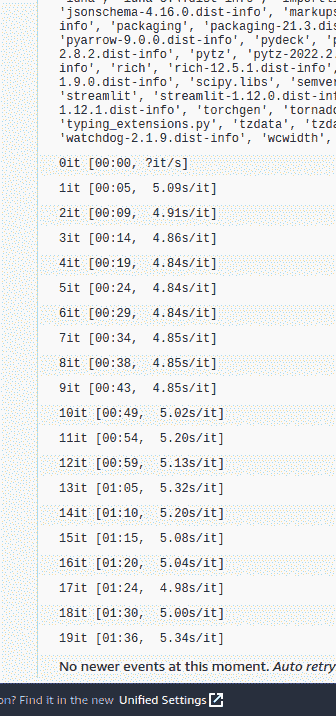 'jsonschema-4.16.0.dist-info', 'markups
info', 'packaging', 'packaging-21.3.dis
'pyarrow-9.0.0.dist-info', 'pydeck', 'p
2.8.2.dist-info', 'pytz', 'pytz-2022.2.
info', 'rich', 'rich-12.5.1.dist-info',
1.9.0.dist-info', 'scipy.libs', 'semver
'streamlit', 'streamlit-1.12.0.dist-inf
1.12.1.dist-info', 'torchgen', 'tornado
'typing_extensions.py', 'tzdata', 'tzda
'watchdog-2.1.9.dist-info', 'wcwidth',
0it [00:00, ?it/s]
1it [00:05, 5.09s/it]
2it [00:09, 4.91s/it]
3it [00:14, 4.86s/it]
4it [00:19, 4.84s/it]
5it [00:24, 4.84s/it]
6it [00:29, 4.84s/it]
7it [00:34, 4.85s/it]
8it [00:38, 4.85s/it]
9it [00:43, 4.85s/it]
10it [00:49, 5.02s/it]
11it [00:54, 5.20s/it]
12it [00:59, 5.13s/it]
13it [01:05, 5.32s/it]
14it [01:10, 5.20s/it]
15it [01:15, 5.08s/it]
16it [01:20, 5.04s/it]
17it [01:24, 4.98s/it]
18it [01:30, 5.00s/it]
19it [01:36, 5.34s/it]
No newer events at this moment. Auto retry
on? Find it in the new Unified Settings